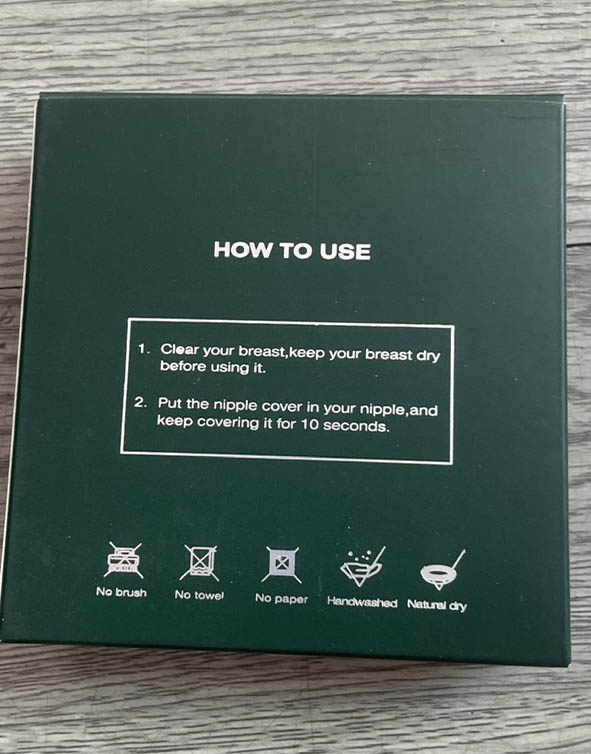 HOW TO USE
1. Clear your breast,keep your breast dry
before using it.
2. Put the nipple cover in your nipple,and
keep covering it for 10 seconds.
No brush No towel No paper Handwashed Natural dry